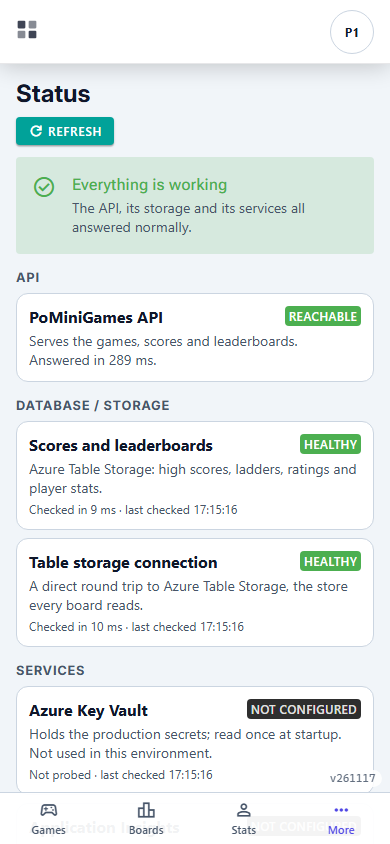 P1
Status
REFRESH
Everything is working
The API, its storage and its services all
answered normally.
API
PoMiniGames API
REACHABLE
Serves the games, scores and leaderboards.
Answered in 289 ms.
DATABASE / STORAGE
Scores and leaderboards
HEALTHY
Azure Table Storage: high scores, ladders, ratings and
player stats.
Checked in 9 ms · last checked 17:15:16
Table storage connection
HEALTHY
A direct round trip to Azure Table Storage, the store
every board reads.
Checked in 10 ms · last checked 17:15:16
SERVICES
Azure Key Vault
NOT CONFIGURED
Holds the production secrets; read once at startup.
Not used in this environment.
Not probed · last checked 17:15:16
v261117
Application Insights
NOT CONFIGURED
Games
Boards
Stats
More